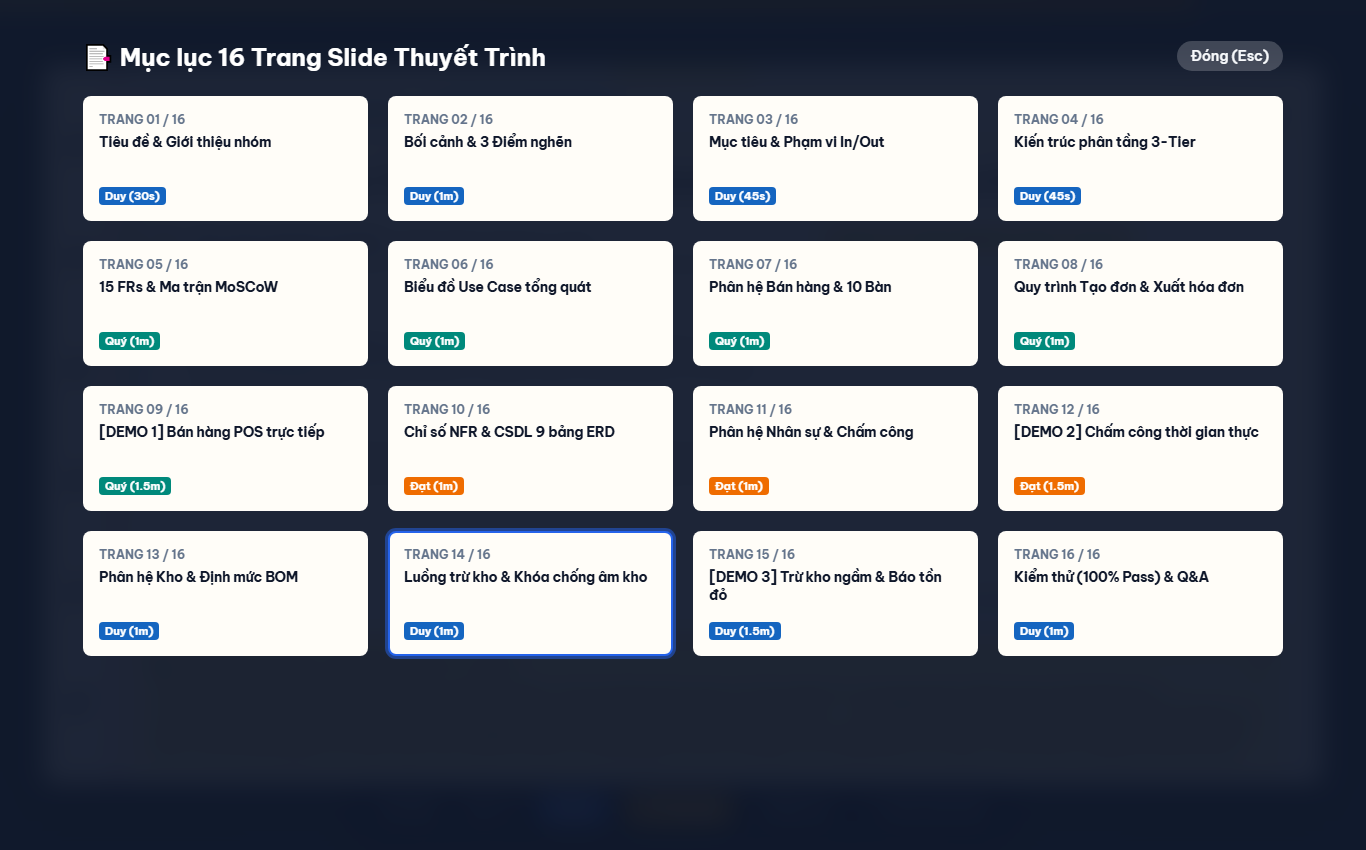 Mục lục 16 Trang Slide Thuyết Trình
Đóng (Esc)
TRANG 01 / 16
Tiêu đề & Giới thiệu nhóm
Duy (30s)
TRANG 02 / 16
Bối cảnh & 3 Điểm nghẽn
Duy (1m)
TRANG 03 / 16
Mục tiêu & Phạm vi In/Out
Duy (45s)
TRANG 04 / 16
Kiến trúc phân tầng 3-Tier
Duy (45s)
TRANG 05 / 16
15 FRs & Ma trận MoSCoW
Quý (1m)
TRANG 06 / 16
Biểu đồ Use Case tổng quát
Quý (1m)
TRANG 07 / 16
Phân hệ Bán hàng & 10 Bàn
Quý (1m)
TRANG 08 / 16
Quy trình Tạo đơn & Xuất hóa đơn
Quý (1m)
TRANG 09 / 16
[DEMO 1] Bán hàng POS trực tiếp
Quý (1.5m)
TRANG 10 / 16
Chỉ số NFR & CSDL 9 bảng ERD
Đạt (1m)
TRANG 11 / 16
Phân hệ Nhân sự & Chấm công
Đạt (1m)
TRANG 12 / 16
[DEMO 2] Chấm công thời gian thực
Đạt (1.5m)
TRANG 13 / 16
Phân hệ Kho & Định mức BOM
Duy (1m)
TRANG 14 / 16
Luồng trừ kho & Khóa chống âm kho
Duy (1m)
TRANG 15 / 16
[DEMO 3] Trừ kho ngầm & Báo tồn
đỏ
Duy (1.5m)
TRANG 16 / 16
Kiểm thử (100% Pass) & Q&A
Duy (1m)